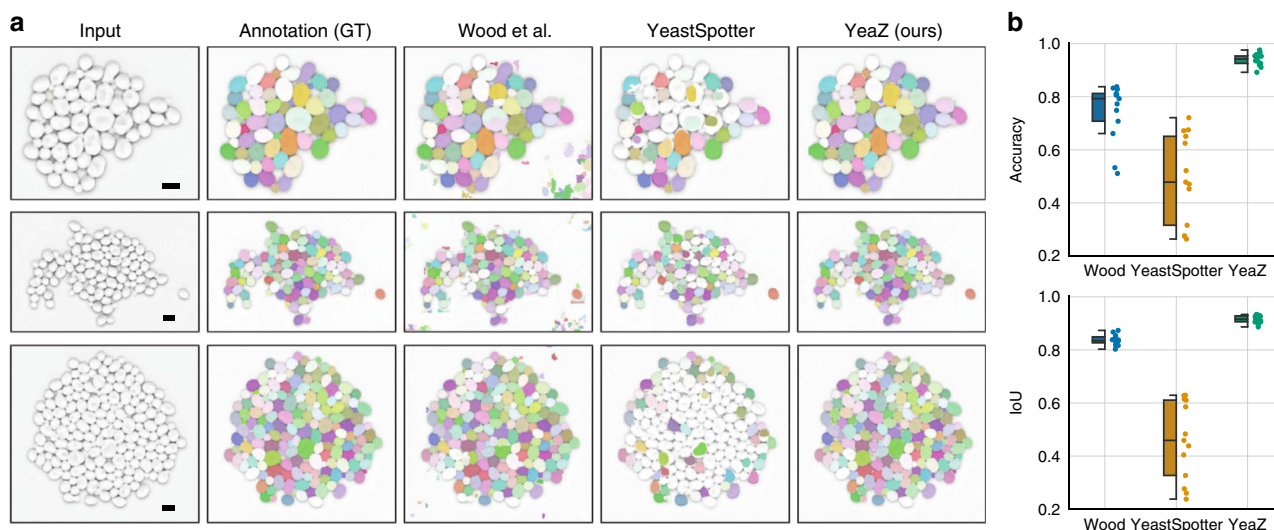 a
Input Annotation (GT) Wood et al. YeastSpotter YeaZ (ours)
b
1.0
0.8
0.6
0.4
0.2
Accuracy
Wood YeastSpotter YeaZ
1.0
0.8
0.6
0.4
0.2
IoU
Wood YeastSpotter YeaZ